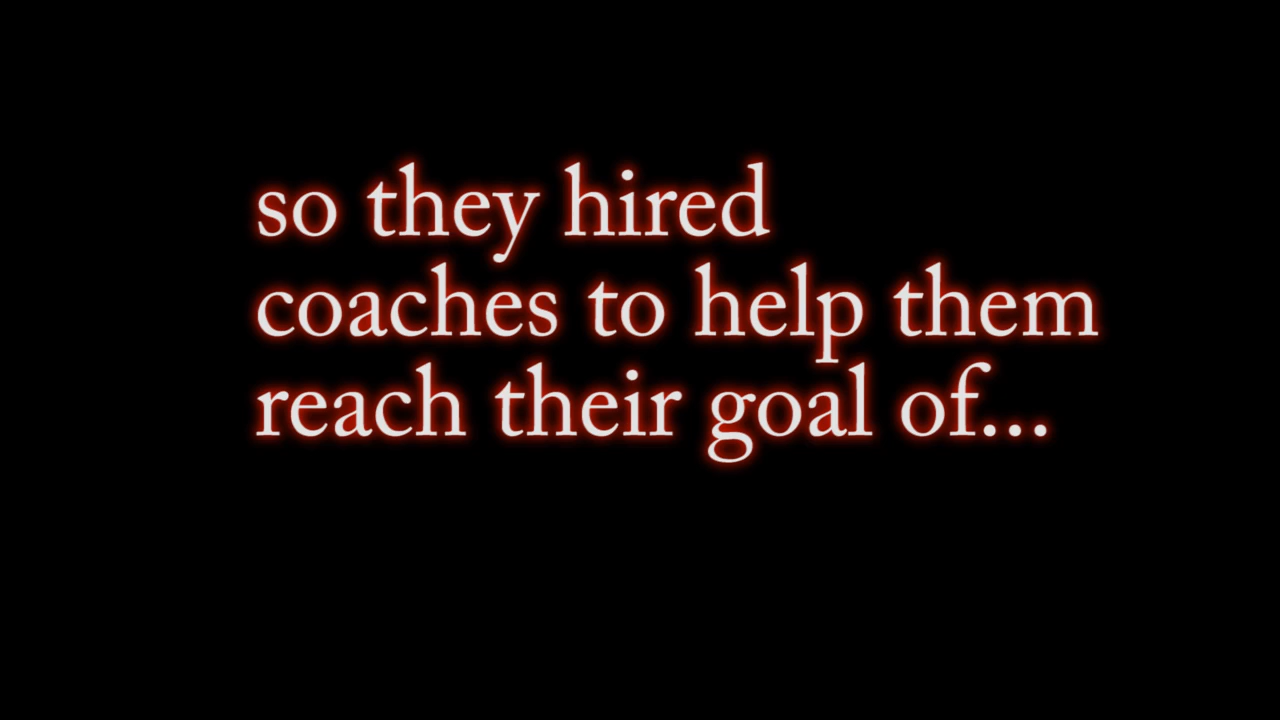 so they hired
coaches to help them
reach their goal of...